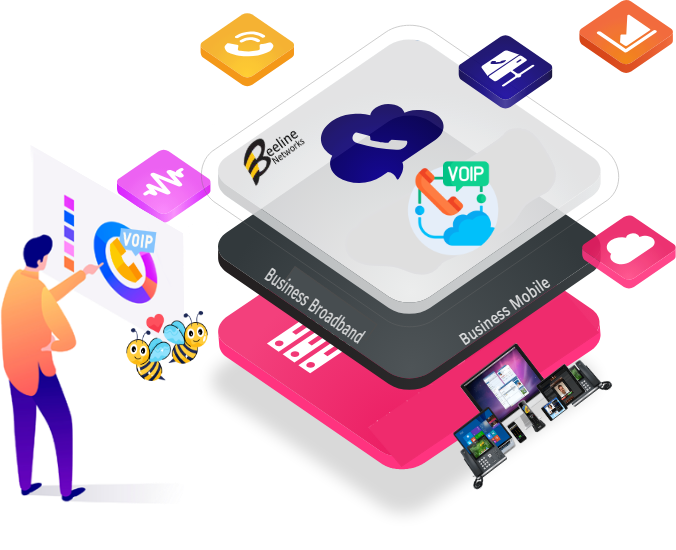 Beeline
Networks
VOIP
VOIP
Business Broadband
Business Mobile